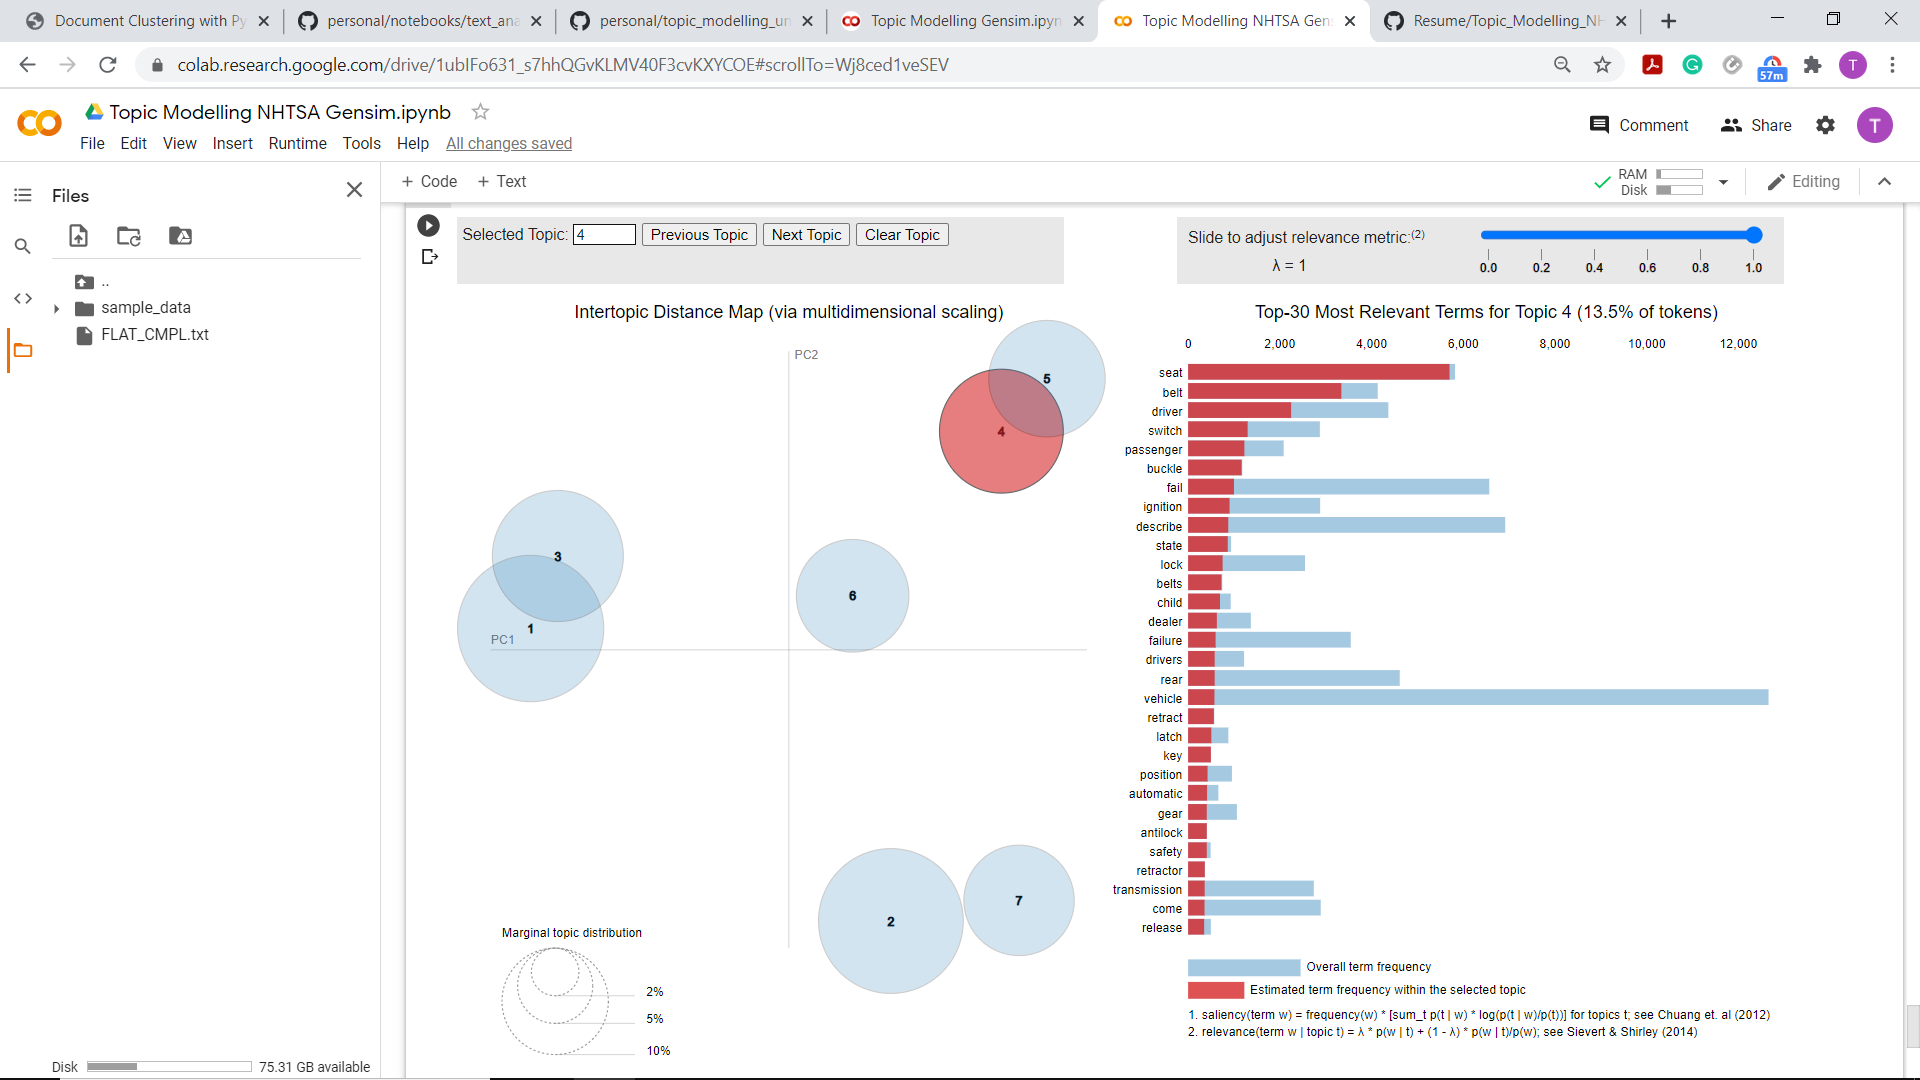 Document Clustering with Py
personal/notebooks/text_ana
personal/topic_modelling_un
Topic Modelling Gensim.ipyn
Topic Modelling NHTSA Gens
Resume/Topic_Modelling_NH
colab.research.google.com/drive/1ublFo631_s7hhQGvKLMV40F3cvKXYCOE#scrollTo=Wj8ced1veSEV
57m
T
Topic Modelling NHTSA Gensim.ipynb
File Edit View Insert Runtime Tools Help All changes saved
Comment
Share
T
Files
+ Code + Text
RAM
Disk
Editing
..
sample_data
FLAT_CMPL.txt
Disk
75.31 GB available
Selected Topic: 4 Previous Topic Next Topic Clear Topic
Slide to adjust relevance metric:(2)
λ = 1
0.0 0.2 0.4 0.6 0.8 1.0
Intertopic Distance Map (via multidimensional scaling)
PC2
5
4
3
6
1
PC1
7
2
Marginal topic distribution
2%
5%
10%
Top-30 Most Relevant Terms for Topic 4 (13.5% of tokens)
0 2,000 4,000 6,000 8,000 10,000 12,000
seat
belt
driver
switch
passenger
buckle
fail
ignition
describe
state
lock
belts
child
dealer
failure
drivers
rear
vehicle
retract
latch
key
position
automatic
gear
antilock
safety
retractor
transmission
come
release
Overall term frequency
Estimated term frequency within the selected topic
1. saliency(term w) = frequency(w) * [sum_t p(t | w) * log(p(t | w)/p(t))] for topics t; see Chuang et. al (2012)
2. relevance(term w | topic t) = λ * p(w | t) + (1 - λ) * p(w | t)/p(w); see Sievert & Shirley (2014)